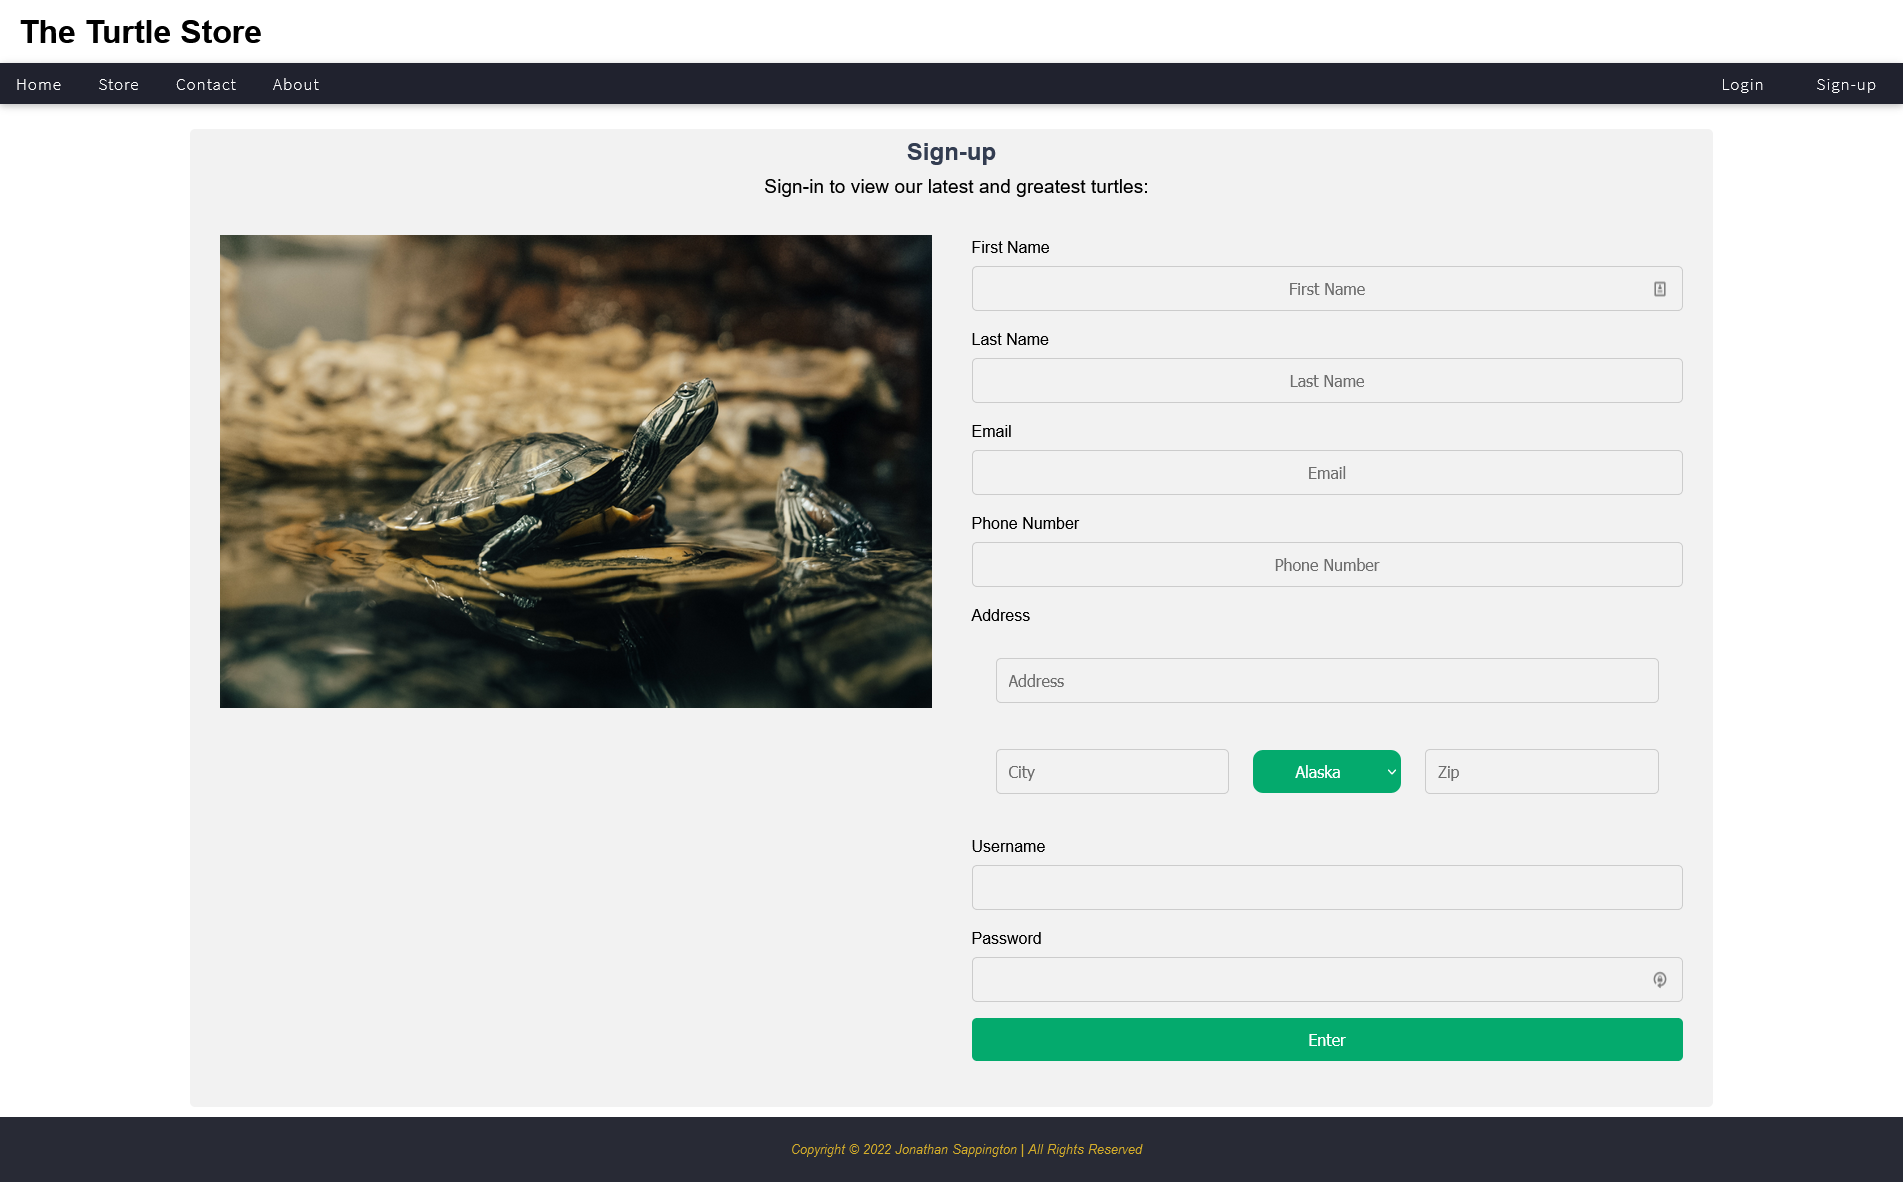 The Turtle Store
Home Store Contact About Login Sign-up
Sign-up
Sign-in to view our latest and greatest turtles:
First Name
First Name
Last Name
Last Name
Email
Email
Phone Number
Phone Number
Address
Address
City Alaska Zip
Username
Password
Enter
Copyright © 2022 Jonathan Sappington | All Rights Reserved